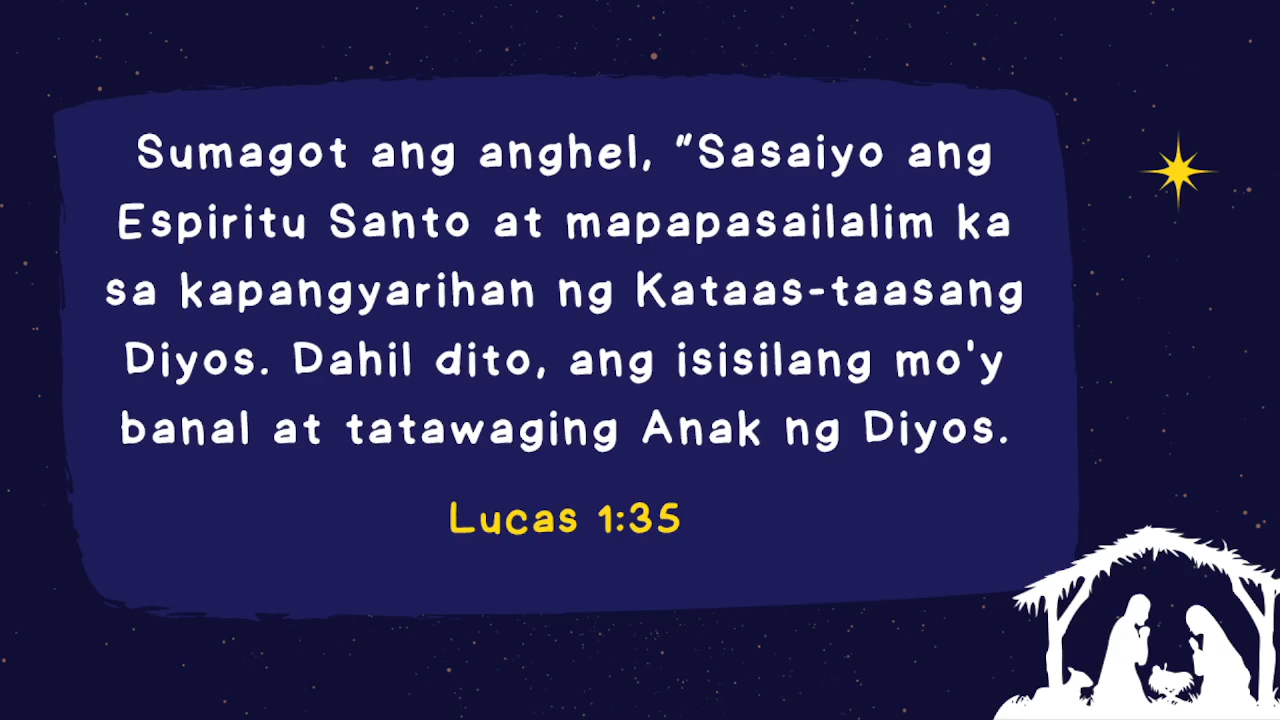 Sumagot ang anghel, "Sasaiyo ang
Espiritu Santo at mapapasailalim ka
sa kapangyarihan ng Kataas-taasang
Diyos. Dahil dito, ang isisilang mo'y
banal at tatawaging Anak ng Diyos.
Lucas 1:35